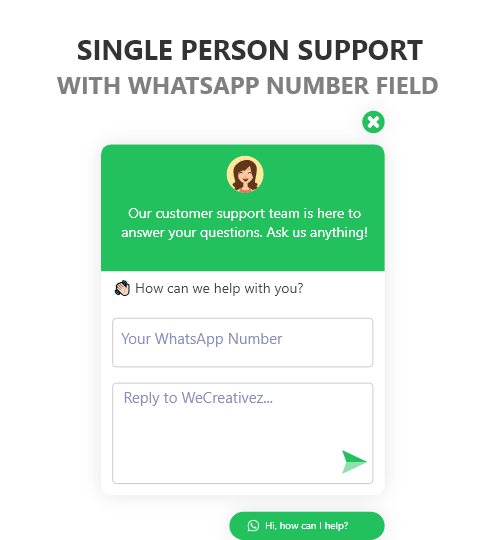 SINGLE PERSON SUPPORT
WITH WHATSAPP NUMBER FIELD
Our customer support team is here to
answer your questions. Ask us anything!
How can we help with you?
Your WhatsApp Number
Reply to WeCreativez...
Hi, how can I help?